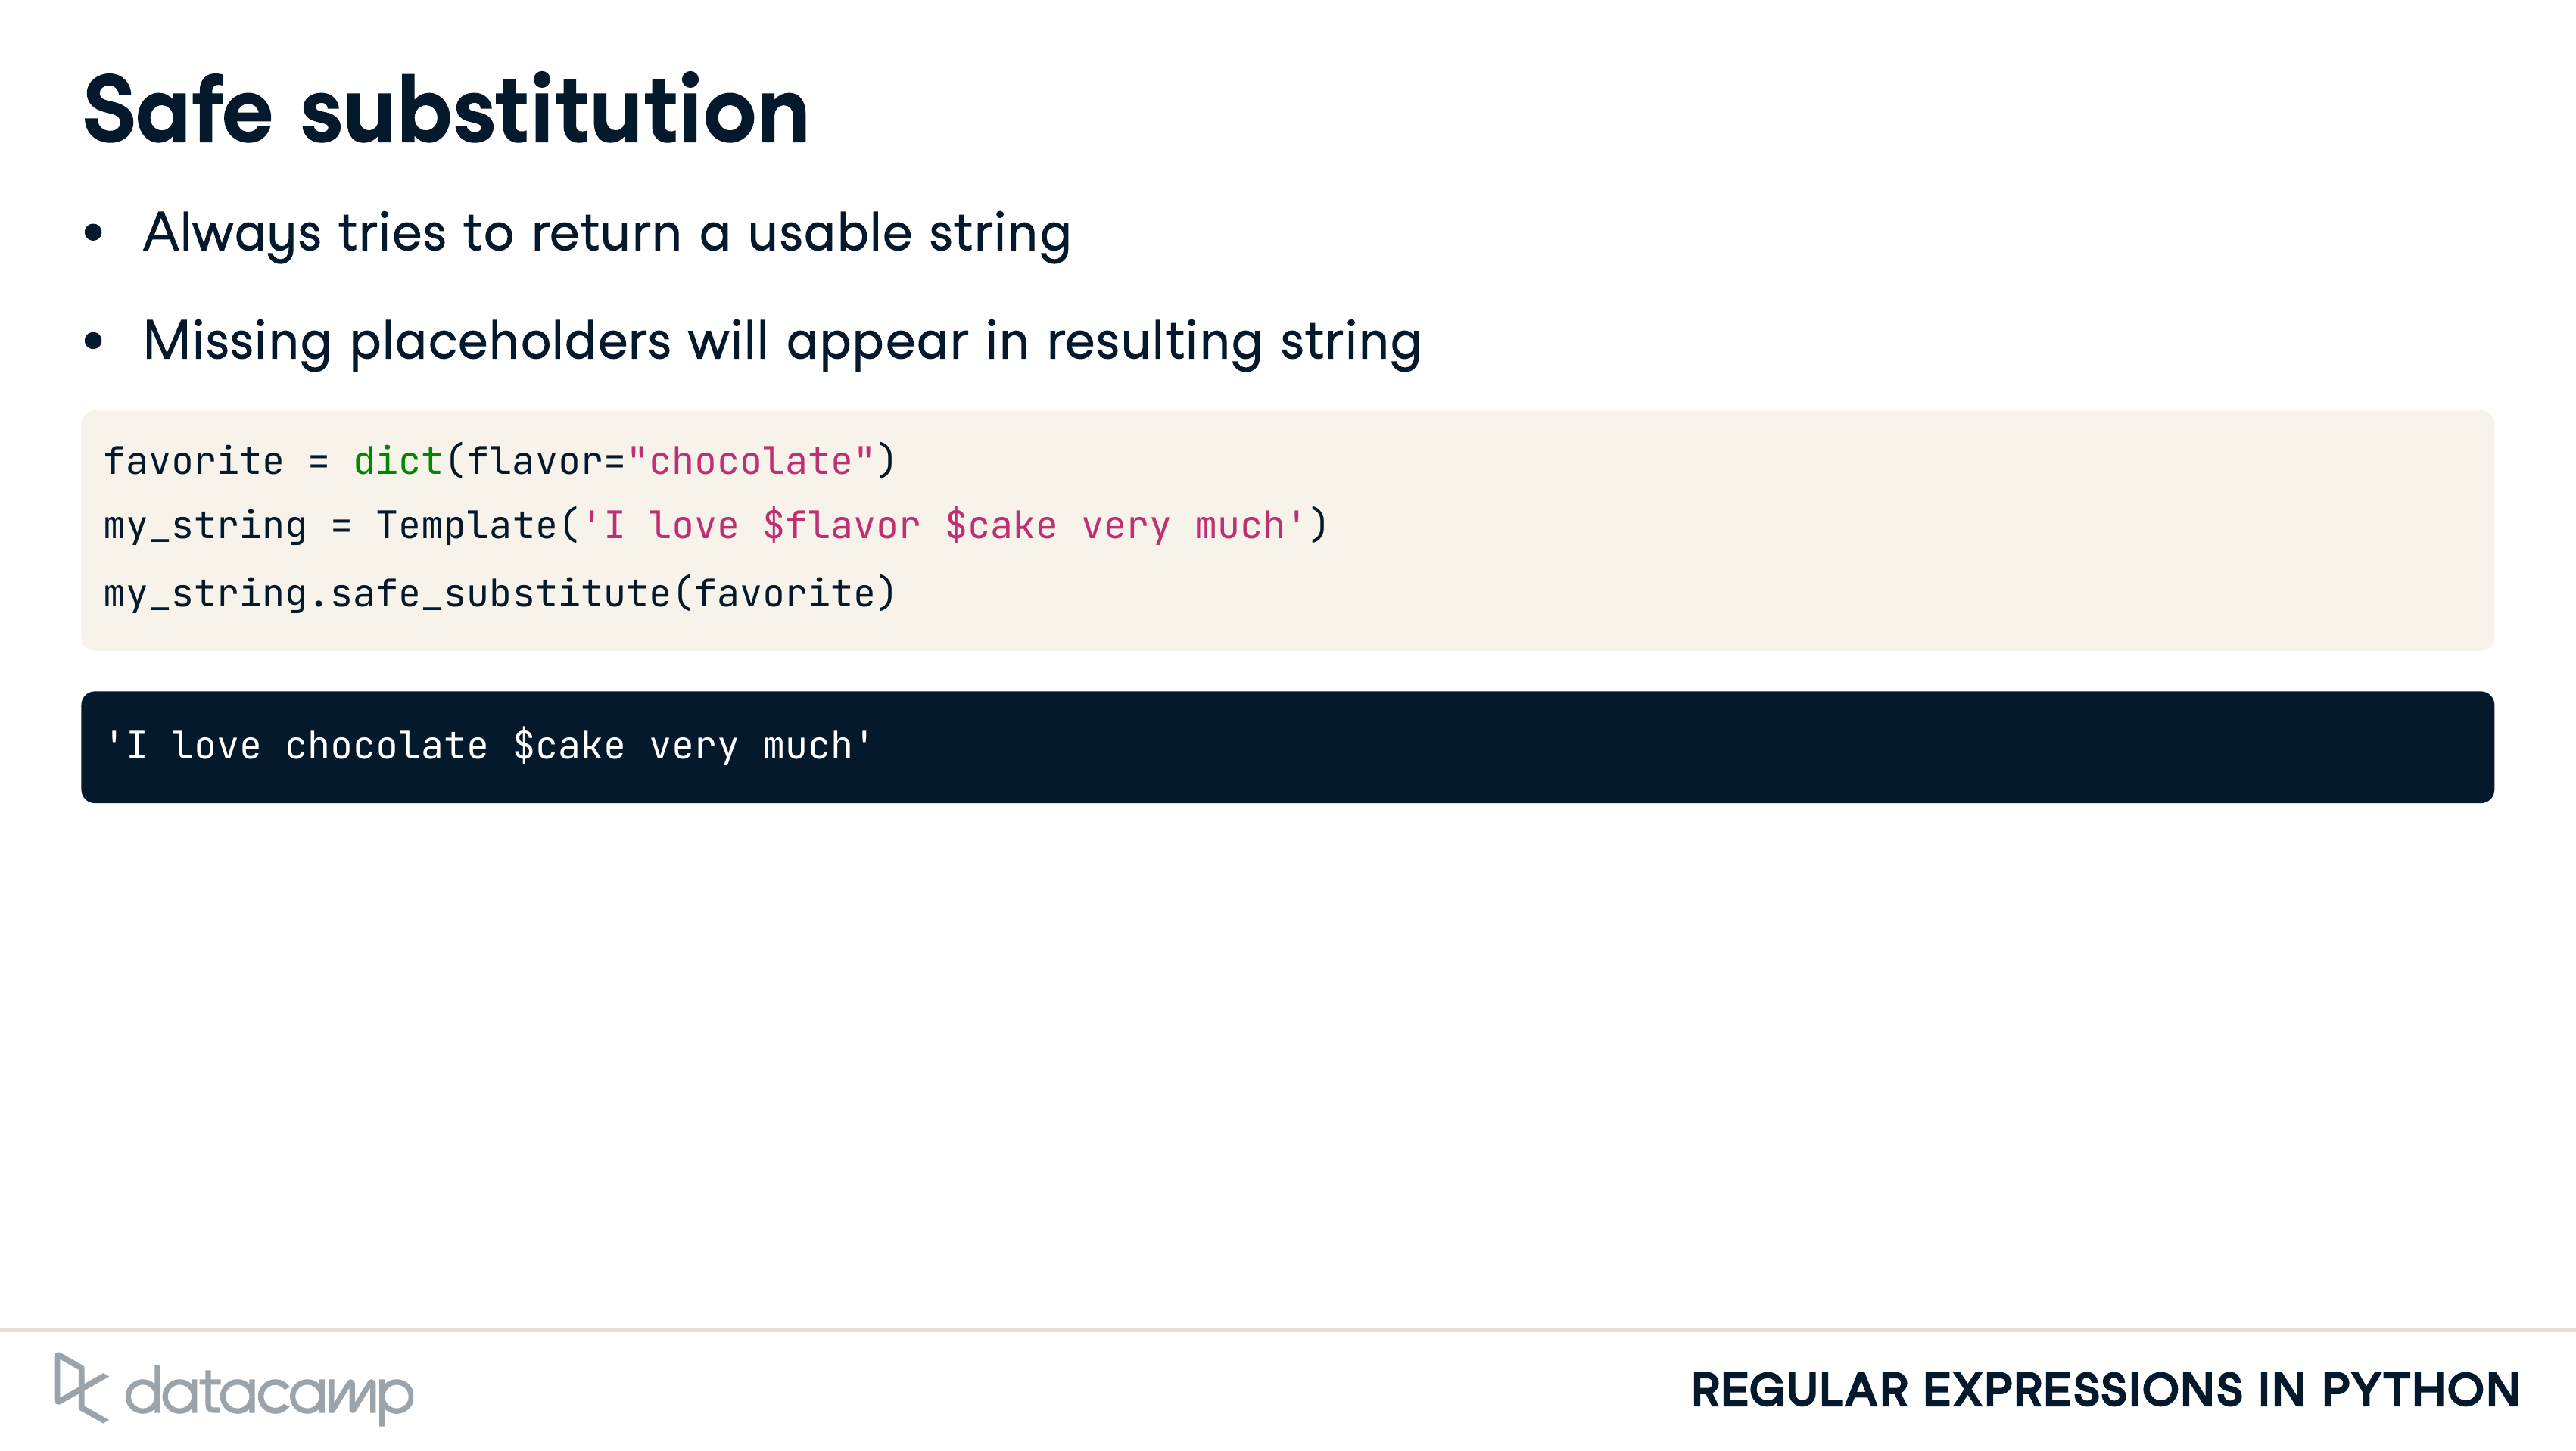 Safe substitution
• Always tries to return a usable string
• Missing placeholders will appear in resulting string
favorite = dict(flavor="chocolate")
my_string = Template('I love $flavor $cake very much')
my_string.safe_substitute(favorite)
'I love chocolate $cake very much'
datacamp
REGULAR EXPRESSIONS IN PYTHON